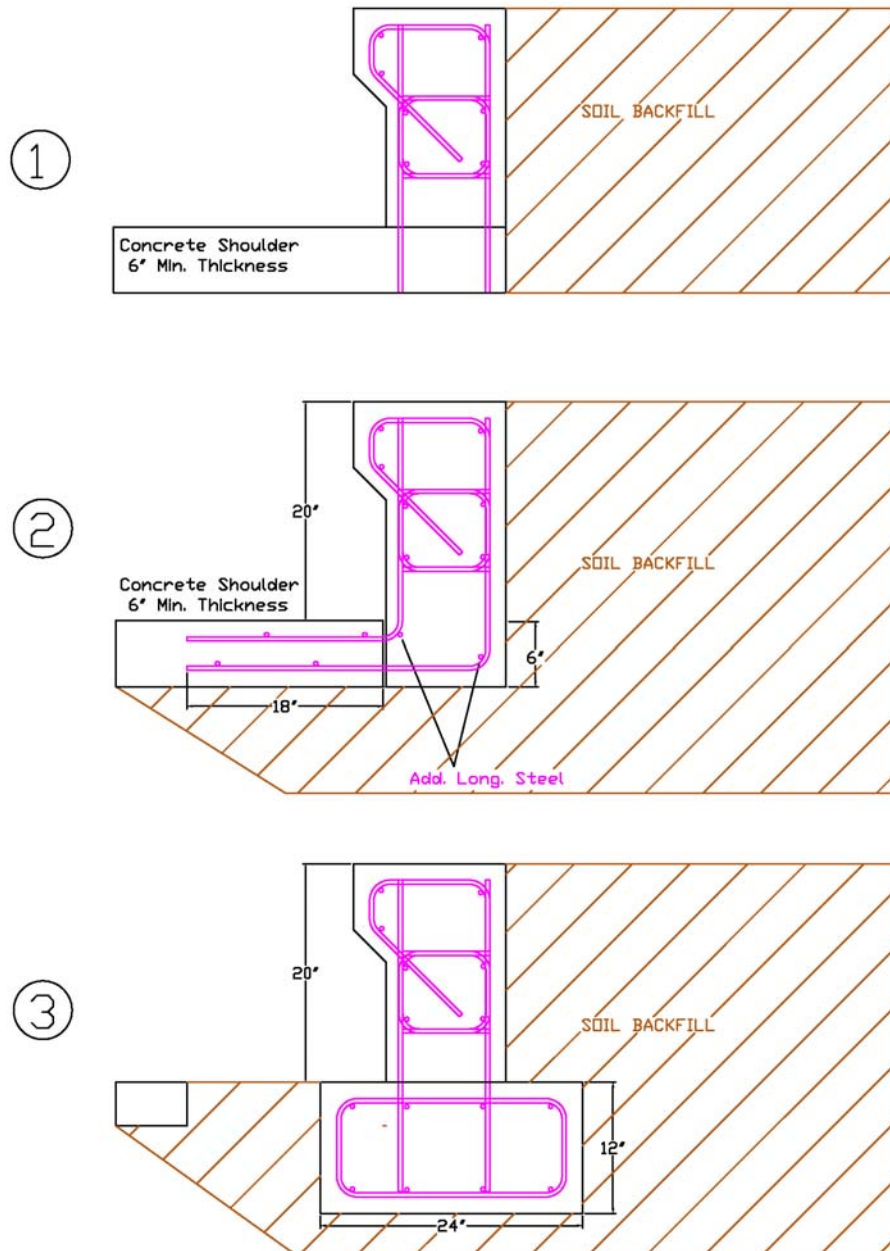 SOIL BACKFILL
1
Concrete Shoulder
6" Min. Thickness
20"
2
SOIL BACKFILL
Concrete Shoulder
6" Min. Thickness
6"
18"
Add. Long. Steel
20"
3
SOIL BACKFILL
12"
24"